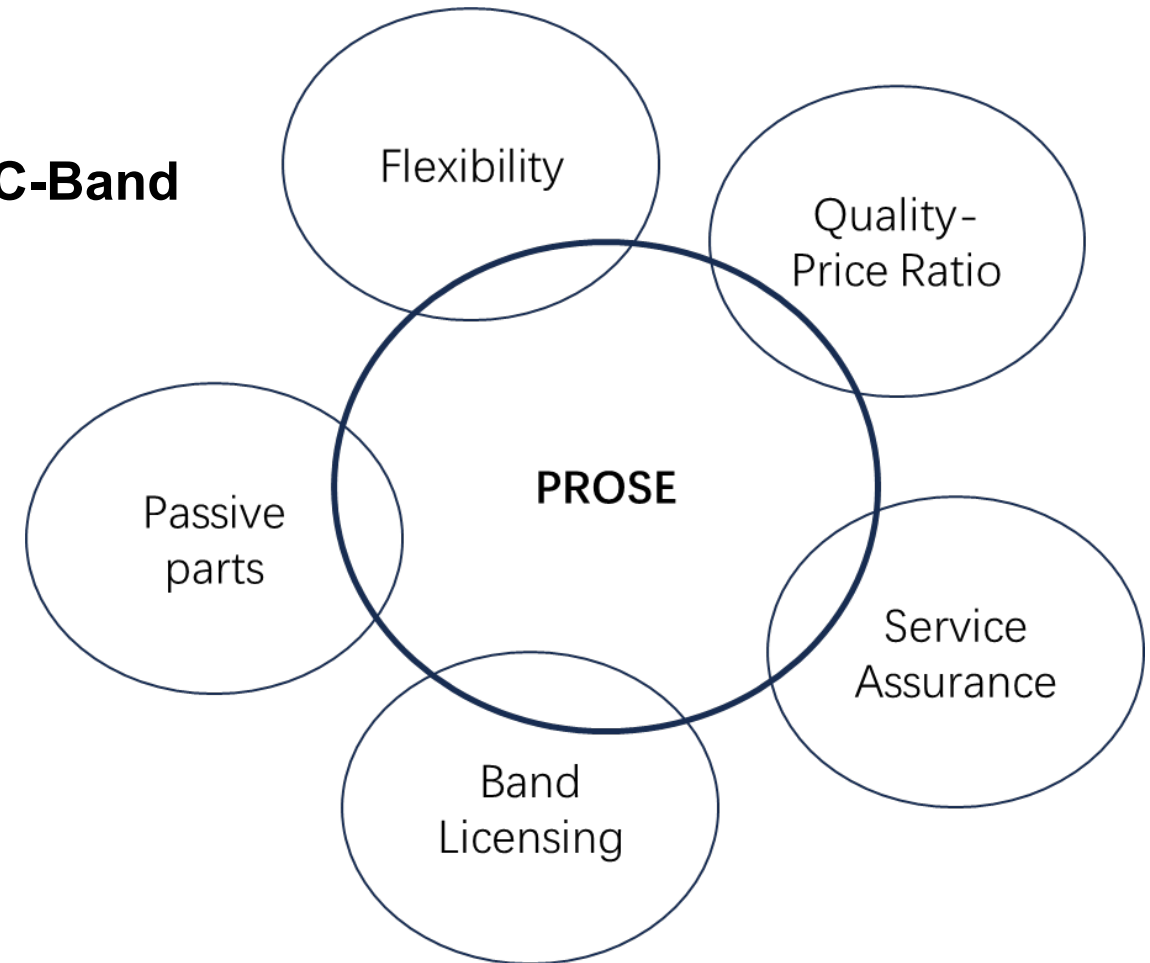 Flexibility
C-Band
Quality-
Price Ratio
PROSE
Passive
parts
Service
Assurance
Band
Licensing